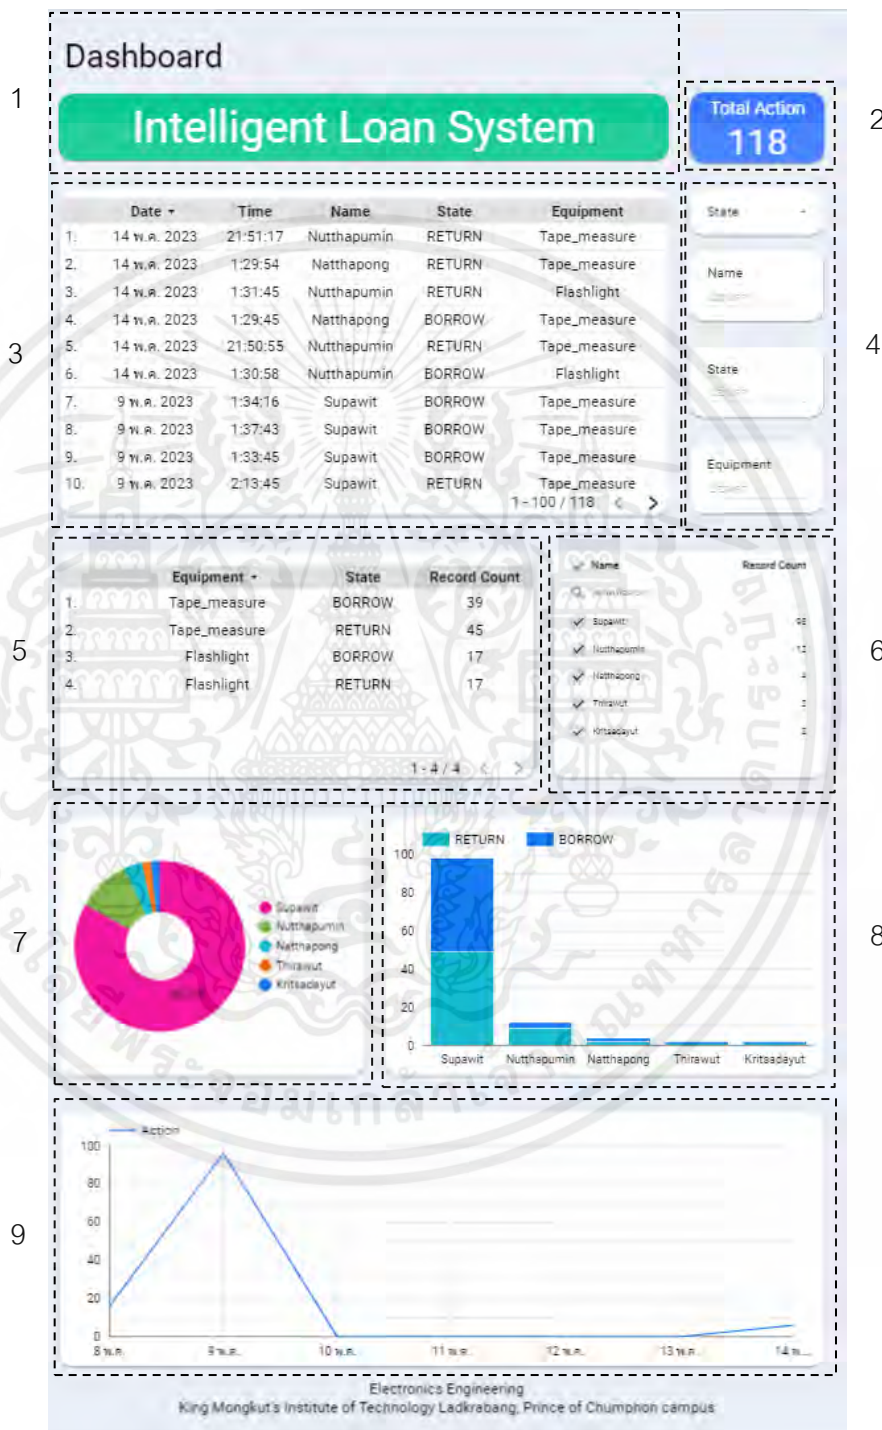 Dashboard
1
Intelligent Loan System
Total Action
118
2
Date Time Name State Equipment
1. 14 พ.ค. 2023 21:51:17 Nutthapumin RETURN Tape_measure
2. 14 พ.ค. 2023 1:29:54 Natthapong RETURN Tape_measure
3. 14 พ.ค. 2023 1:31:45 Nutthapumin RETURN Flashlight
4. 14 พ.ค. 2023 1:29:45 Natthapong BORROW Tape_measure
5. 14 พ.ค. 2023 21:50:55 Nutthapumin RETURN Tape_measure
6. 14 พ.ค. 2023 1:30:58 Nutthapumin BORROW Flashlight
7. 9 พ.ค. 2023 1:34:16 Supawit BORROW Tape_measure
8. 9 พ.ค. 2023 1:37:43 Supawit BORROW Tape_measure
9. 9 พ.ค. 2023 1:33:45 Supawit BORROW Tape_measure
10. 9 พ.ค. 2023 2:13:45 Supawit RETURN Tape_measure
1 - 100 / 118 < >
3
State
Name
State
Equipment
4
Equipment State Record Count
1. Tape_measure BORROW 39
2. Tape_measure RETURN 45
3. Flashlight BORROW 17
4. Flashlight RETURN 17
1 - 4 / 4 < >
5
Name Record Count
Supawit 98
Nutthapumin 12
Natthapong 4
Thirawut 2
Kritsadayut 2
6
7
Supawit
Nutthapumin
Natthapong
Thirawut
Kritsadayut
RETURN BORROW
100
80
60
40
20
0
Supawit Nutthapumin Natthapong Thirawut Kritsadayut
8
9
Action
100
80
60
40
20
0
8 พ.ค. 9 พ.ค. 10 พ.ค. 11 พ.ค. 12 พ.ค. 13 พ.ค. 14 พ....
Electronics Engineering
King Mongkut's Institute of Technology Ladkrabang, Prince of Chumphon campus